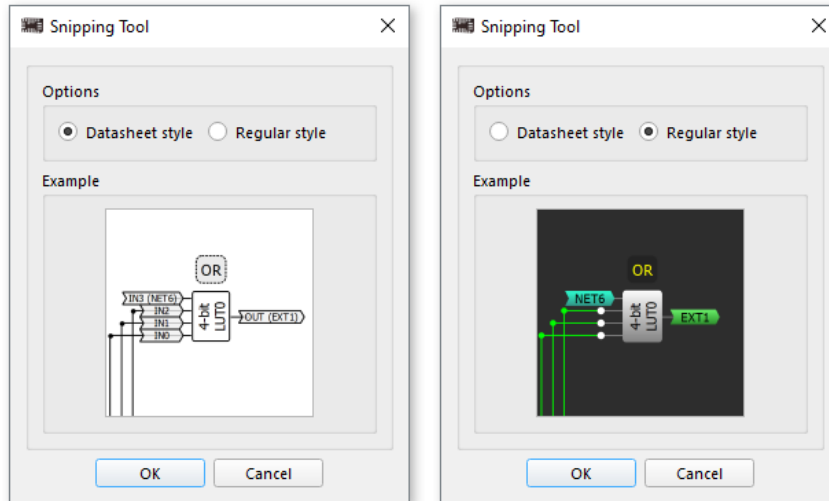 Snipping Tool
Options
Datasheet style
Regular style
Example
OR
IN3 (NET6)
IN2
IN1
IN0
4-bit
LUT0
OUT (EXT1)
OK
Cancel
Snipping Tool
Options
Datasheet style
Regular style
Example
OR
NET6
4-bit
LUT0
EXT1
OK
Cancel